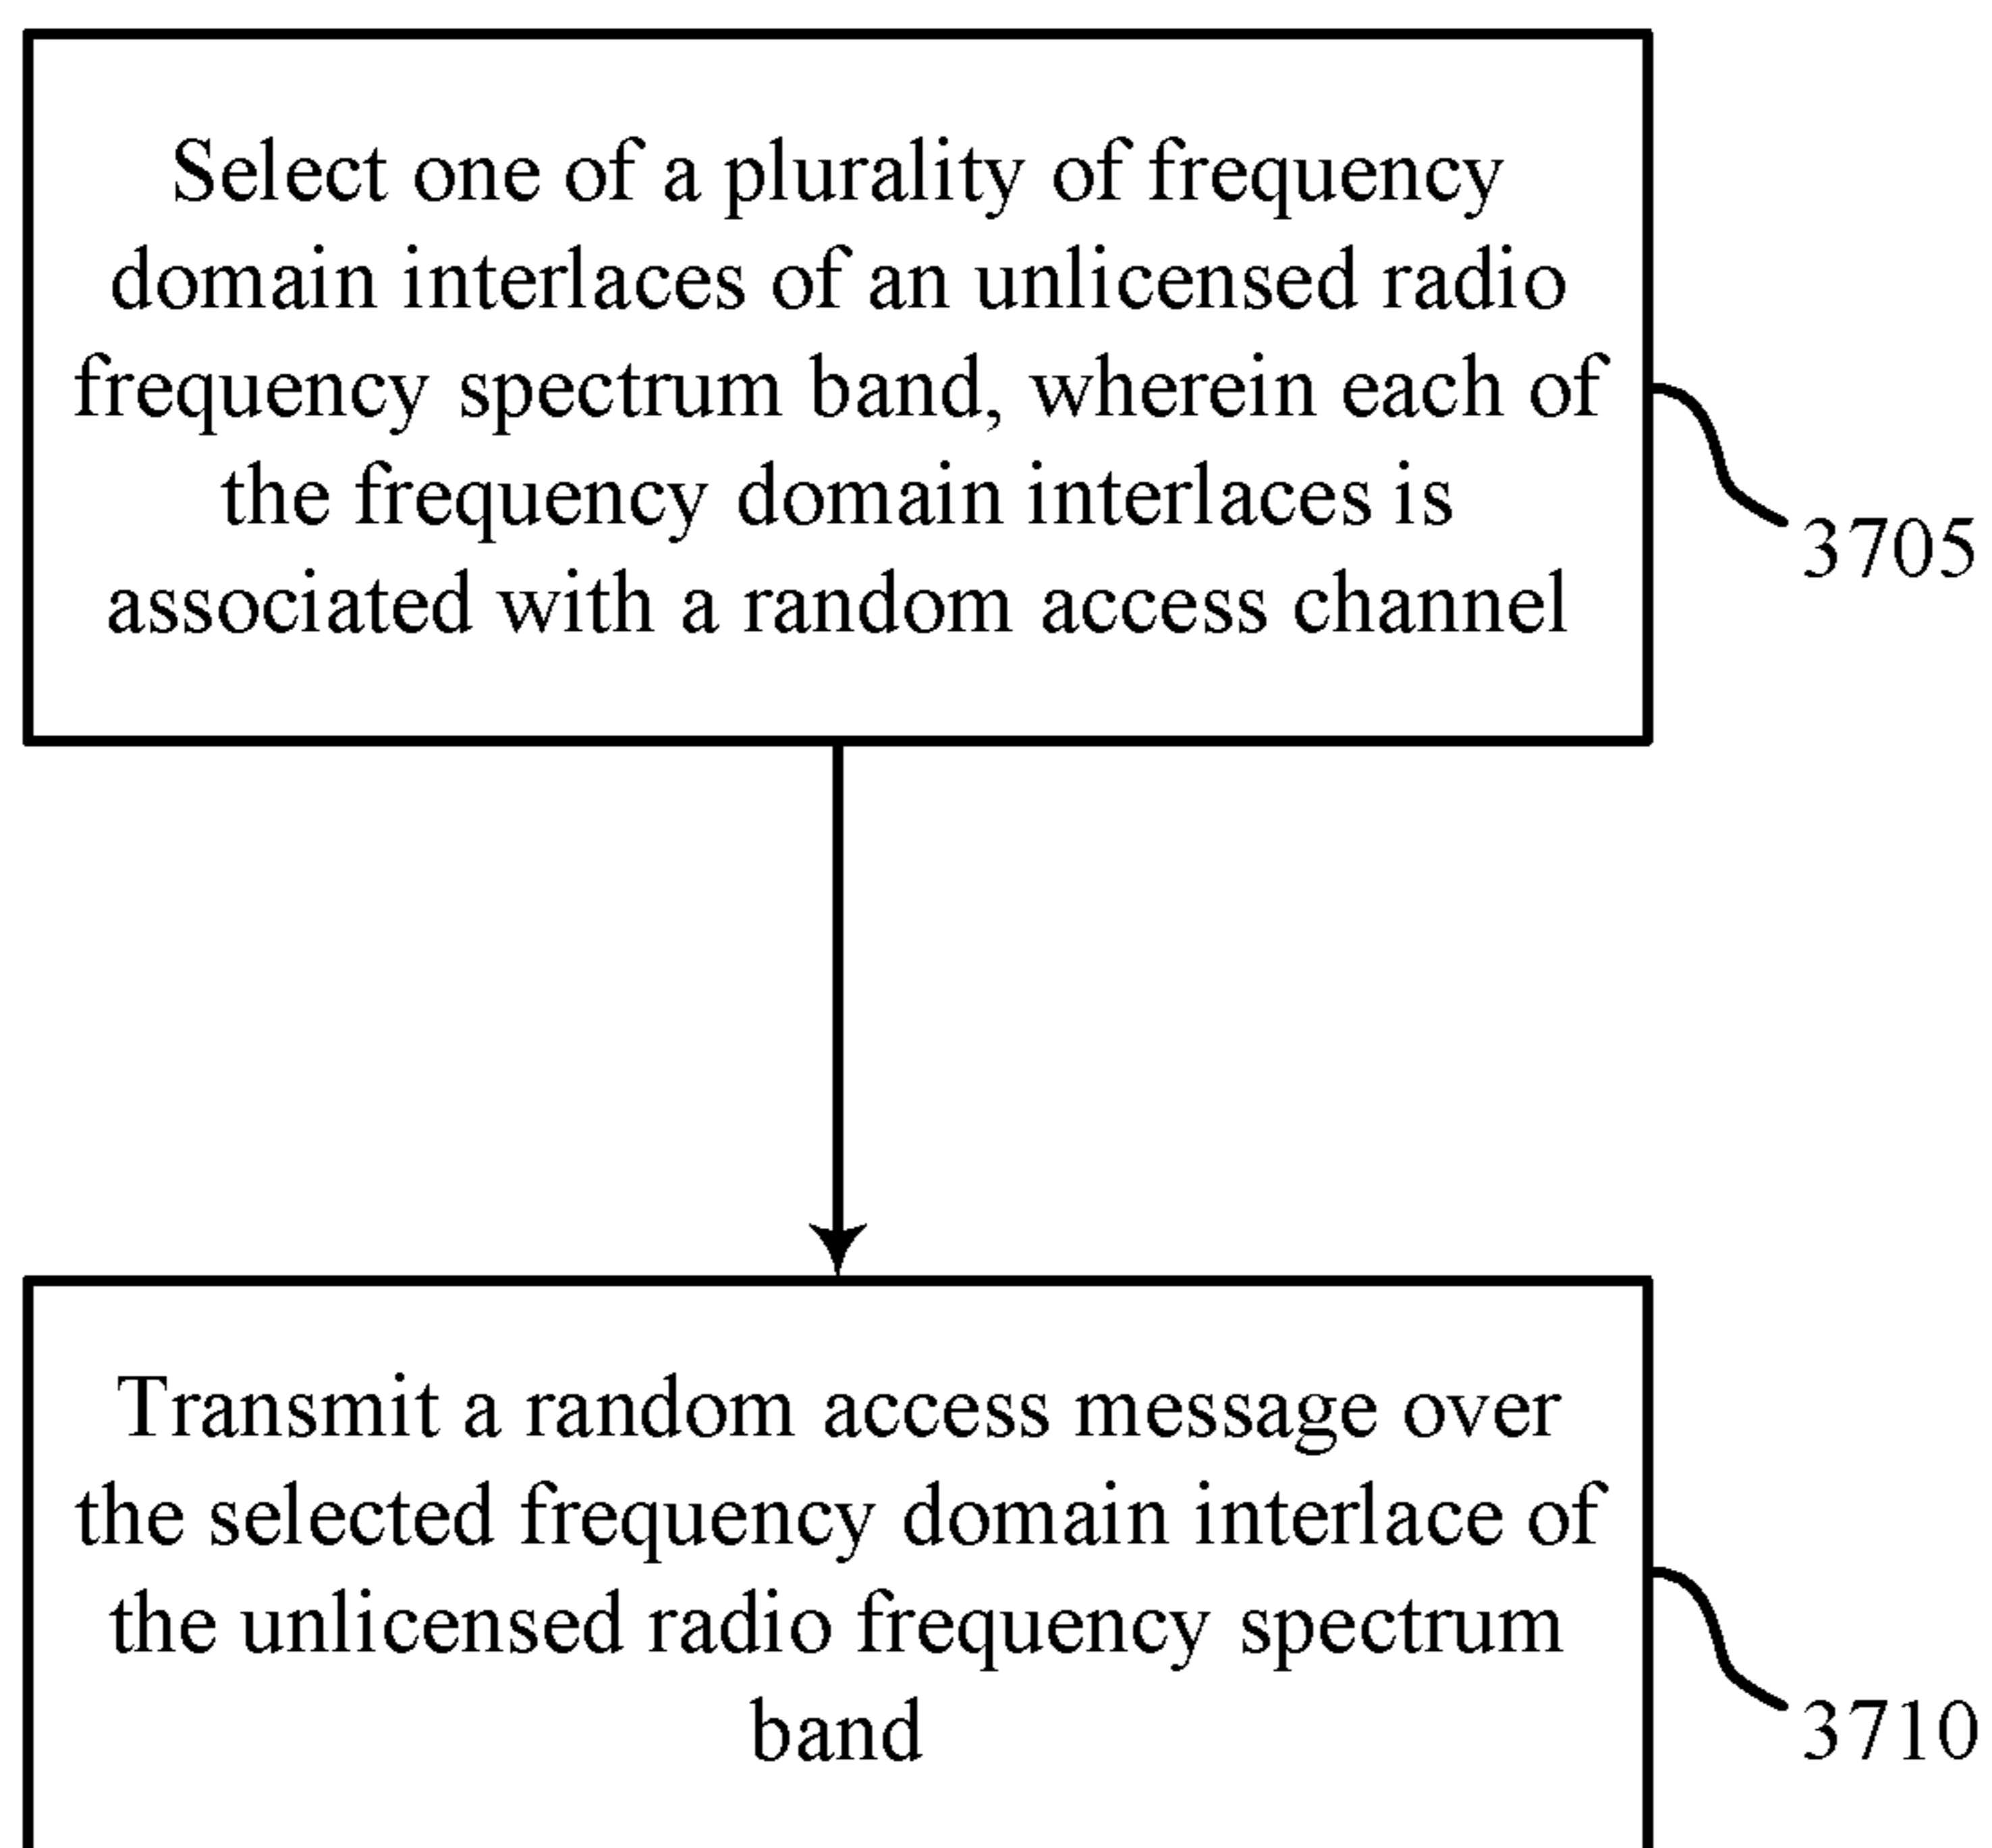 Select one of a plurality of frequency
domain interlaces of an unlicensed radio
frequency spectrum band, wherein each of
the frequency domain interlaces is
associated with a random access channel
3705
Transmit a random access message over
the selected frequency domain interlace of
the unlicensed radio frequency spectrum
band
3710